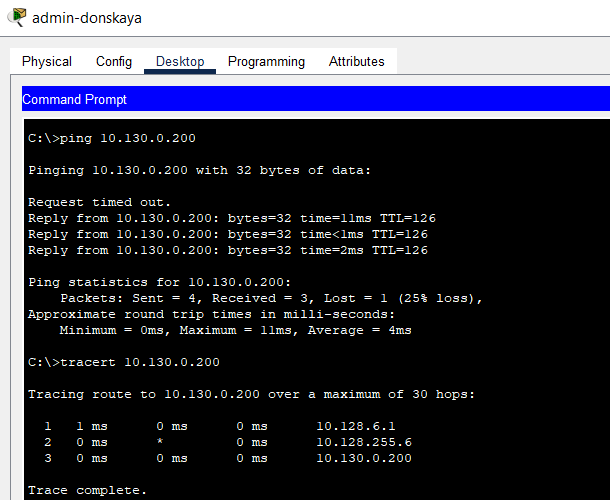 admin-donskaya
Physical Config Desktop Programming Attributes
Command Prompt
C:\>ping 10.130.0.200
Pinging 10.130.0.200 with 32 bytes of data:
Request timed out.
Reply from 10.130.0.200: bytes=32 time=11ms TTL=126
Reply from 10.130.0.200: bytes=32 time<1ms TTL=126
Reply from 10.130.0.200: bytes=32 time=2ms TTL=126
Ping statistics for 10.130.0.200:
Packets: Sent = 4, Received = 3, Lost = 1 (25% loss),
Approximate round trip times in milli-seconds:
Minimum = 0ms, Maximum = 11ms, Average = 4ms
C:\>tracert 10.130.0.200
Tracing route to 10.130.0.200 over a maximum of 30 hops:
1 1 ms 0 ms 0 ms 10.128.6.1
2 0 ms * 0 ms 10.128.255.6
3 0 ms 0 ms 0 ms 10.130.0.200
Trace complete.